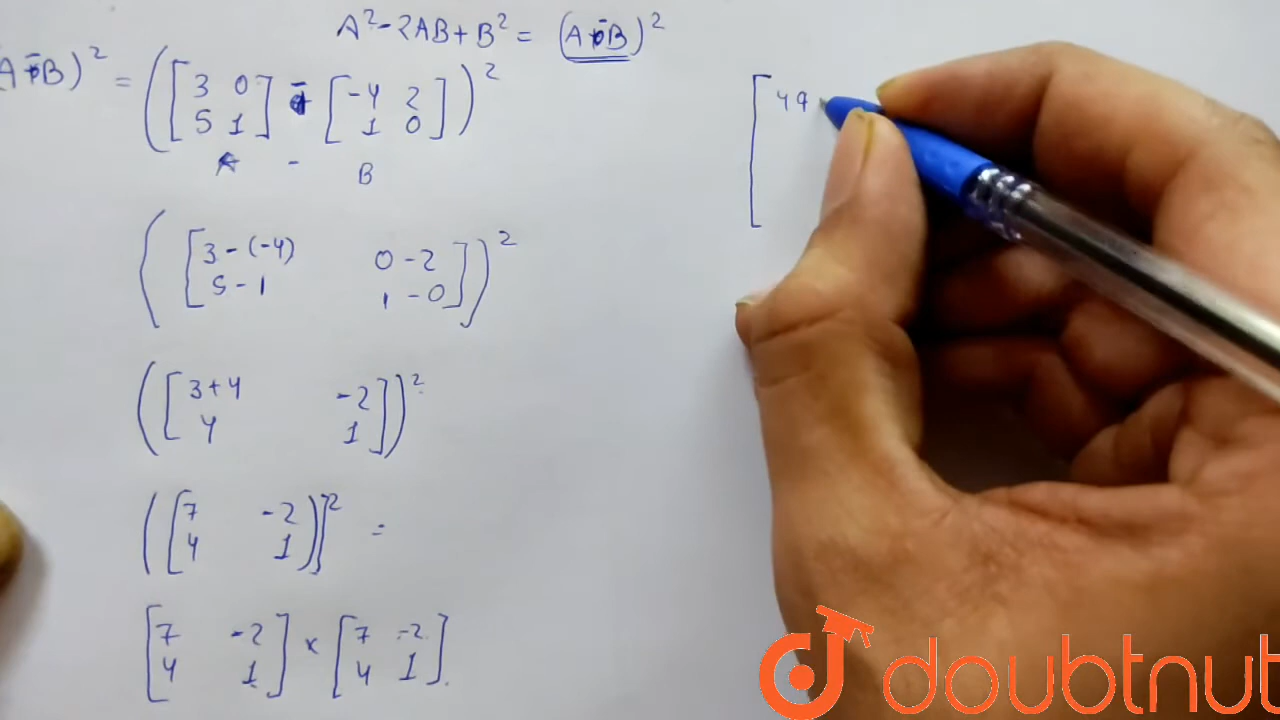 A² - 2AB + B² = (A - B)²
(A - B)² = ([3 0 - [-4 2 )²
5 1] 1 0]
A - B
([3 - (-4) 0 - 2 )²
5 - 1 1 - 0]
([3 + 4 -2 )²
4 1]
([7 -2 )² =
4 1]
[7 -2 × [7 -2
4 1] 4 1].
[49
doubtnut